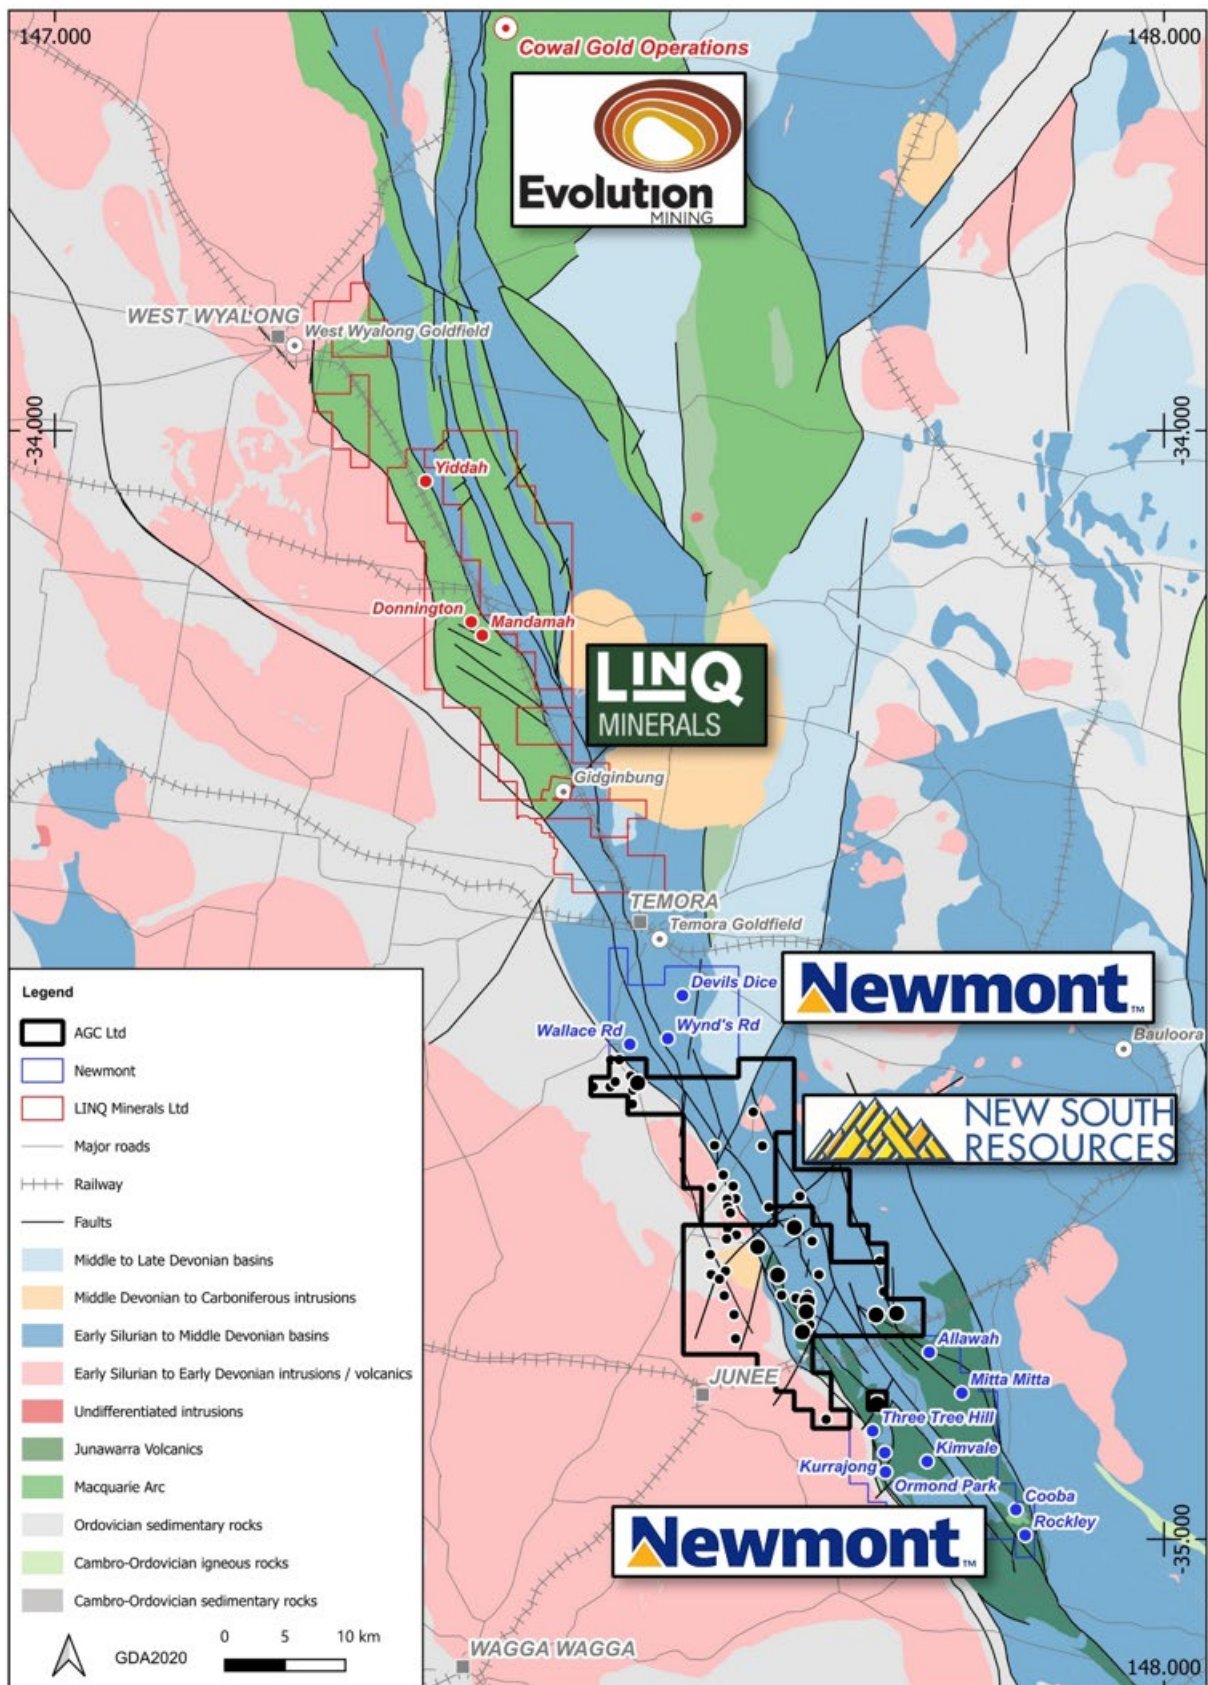 147.000
148.000
Cowal Gold Operations
Evolution
MINING
WEST WYALONG
West Wyalong Goldfield
-34.000
-34.000
Yiddah
Donnington
Mandamah
LINQ
MINERALS
Gidginbung
TEMORA
Temora Goldfield
Newmont™
Devils Dice
Wallace Rd
Wynd's Rd
Bauloora
NEW SOUTH
RESOURCES
Allawah
JUNEE
Mitta Mitta
Three Tree Hill
Kurrajong
Kimvale
Ormond Park
Cooba
Rockley
Newmont™
-35.000
WAGGA WAGGA
148.000
Legend
AGC Ltd
Newmont
LINQ Minerals Ltd
Major roads
Railway
Faults
Middle to Late Devonian basins
Middle Devonian to Carboniferous intrusions
Early Silurian to Middle Devonian basins
Early Silurian to Early Devonian intrusions / volcanics
Undifferentiated intrusions
Junawarra Volcanics
Macquarie Arc
Ordovician sedimentary rocks
Cambro-Ordovician igneous rocks
Cambro-Ordovician sedimentary rocks
GDA2020
0 5 10 km